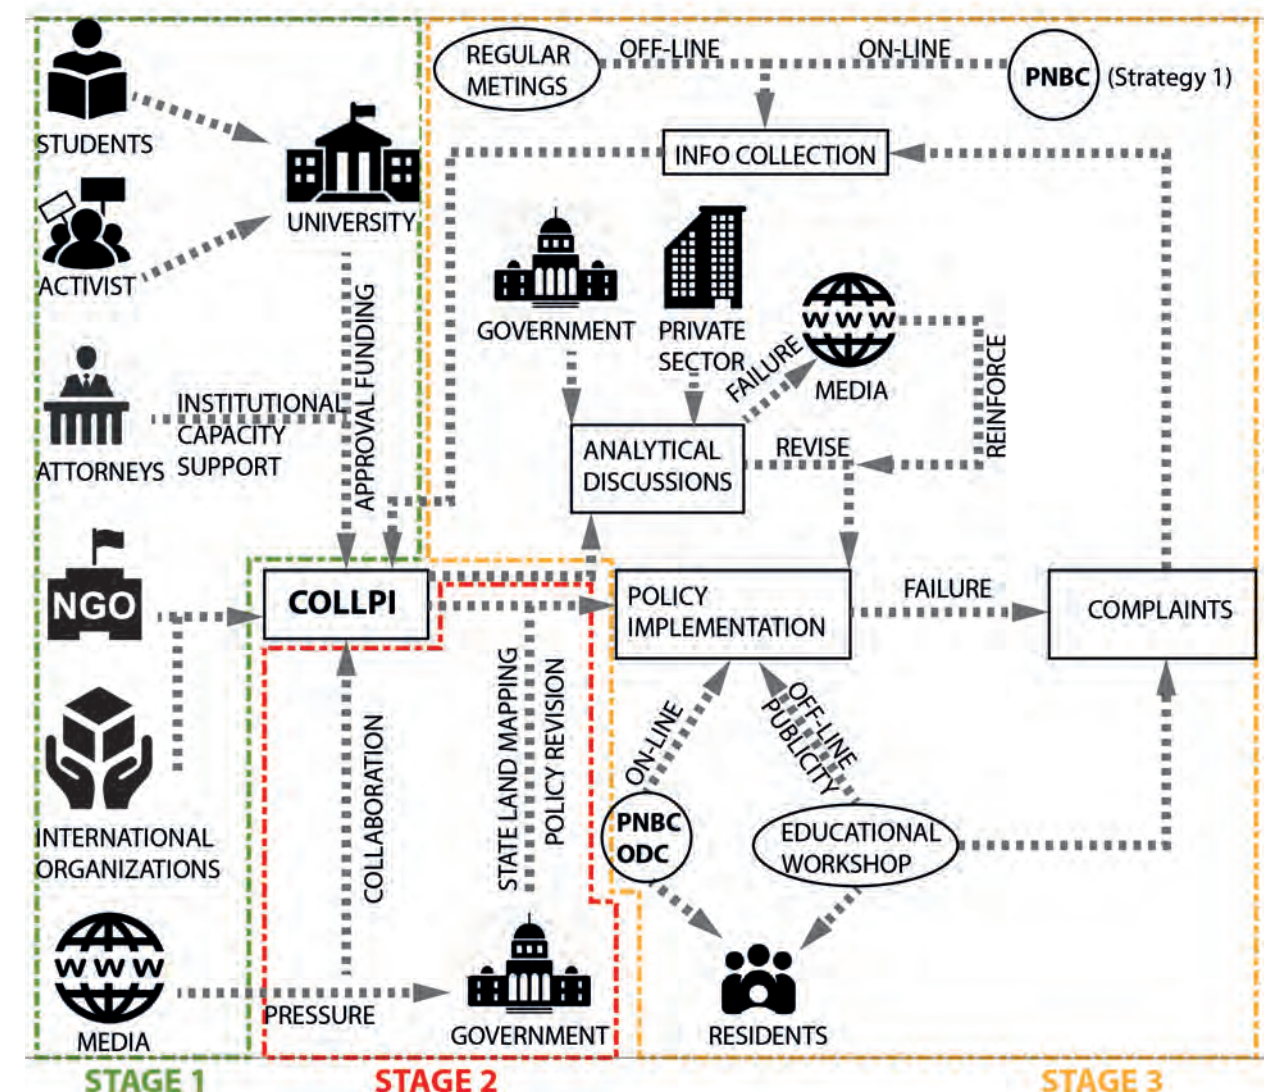 STUDENTS
ACTIVIST
UNIVERSITY
ATTORNEYS
INSTITUTIONAL
CAPACITY
SUPPORT
APPROVAL FUNDING
NGO
INTERNATIONAL
ORGANIZATIONS
WWW
MEDIA
STAGE 1
COLLPI
COLLABORATION
PRESSURE
STATE LAND MAPPING
POLICY REVISION
GOVERNMENT
STAGE 2
REGULAR
METINGS
OFF-LINE
ON-LINE
PNBC (Strategy 1)
INFO COLLECTION
GOVERNMENT
PRIVATE
SECTOR
FAILURE
WWW
MEDIA
REINFORCE
ANALYTICAL
DISCUSSIONS
REVISE
POLICY
IMPLEMENTATION
FAILURE
COMPLAINTS
ON-LINE
OFF-LINE
PUBLICITY
PNBC
ODC
EDUCATIONAL
WORKSHOP
RESIDENTS
STAGE 3